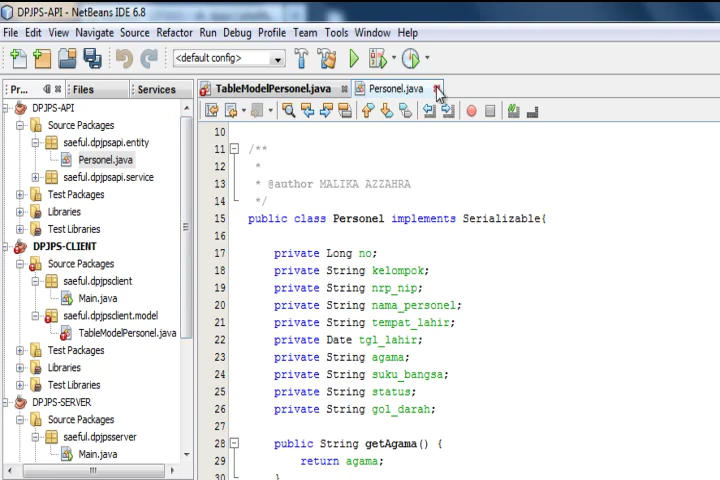 DPJPS-API - NetBeans IDE 6.8
File Edit View Navigate Source Refactor Run Debug Profile Team Tools Window Help
<default config>
Pr... Files Services
TableModelPersonel.java Personel.java
DPJPS-API
Source Packages
saeful.dpjpsapi.entity
Personel.java
saeful.dpjpsapi.service
Test Packages
Libraries
Test Libraries
DPJPS-CLIENT
Source Packages
saeful.dpjpsclient
Main.java
saeful.dpjpsclient.model
TableModelPersonel.java
Test Packages
Libraries
Test Libraries
DPJPS-SERVER
Source Packages
saeful.dpjpsserver
Main.java
10
11 /**
12 *
13 * @author MALIKA AZZAHRA
14 */
15 public class Personel implements Serializable{
16
17 private Long no;
18 private String kelompok;
19 private String nrp_nip;
20 private String nama_personel;
21 private String tempat_lahir;
22 private Date tgl_lahir;
23 private String agama;
24 private String suku_bangsa;
25 private String status;
26 private String gol_darah;
27
28 public String getAgama() {
29 return agama;
30 }